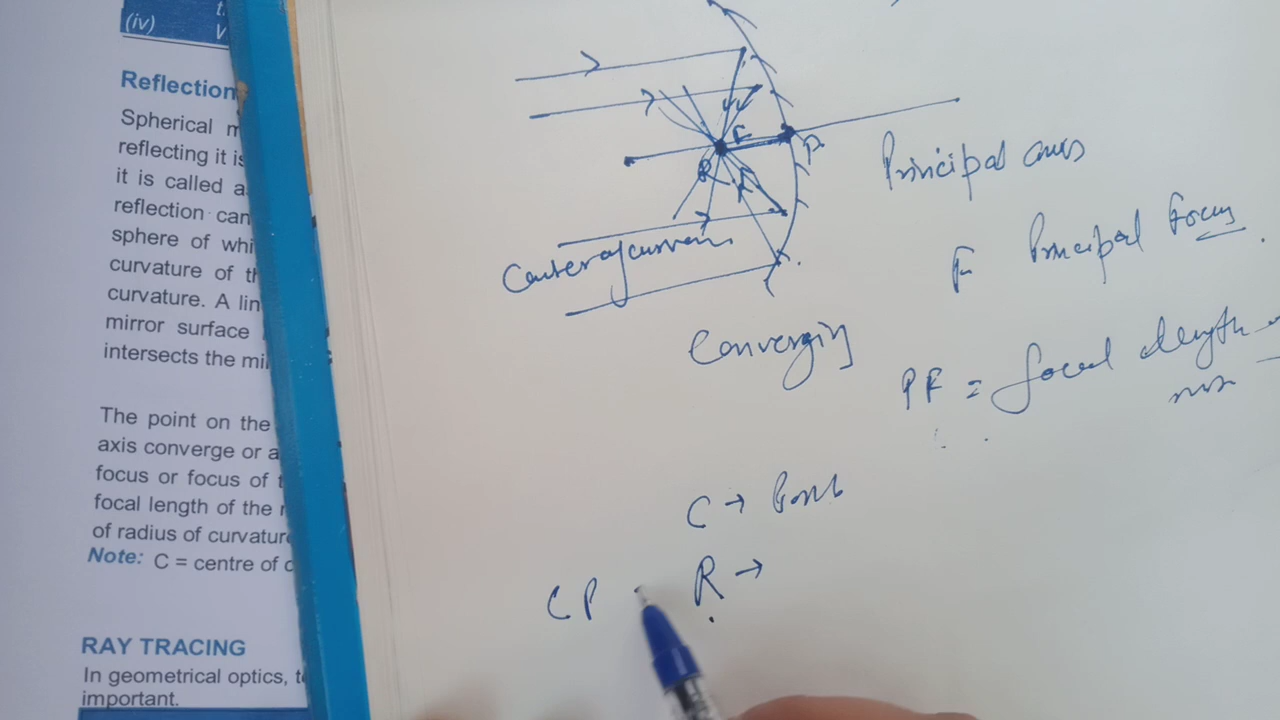 (iv)
Reflection
Spherical m
reflecting it is
it is called a
reflection can
sphere of whi
curvature of th
curvature. A lin
mirror surface
intersects the mi
The point on the
axis converge or a
focus or focus of t
focal length of the r
of radius of curvature
Note: C = centre of c
RAY TRACING
In geometrical optics, t
important.
F
P
R
Principal axis
Center of
Converging
F Principal Focus
PF = focal length
C →
R →
CP